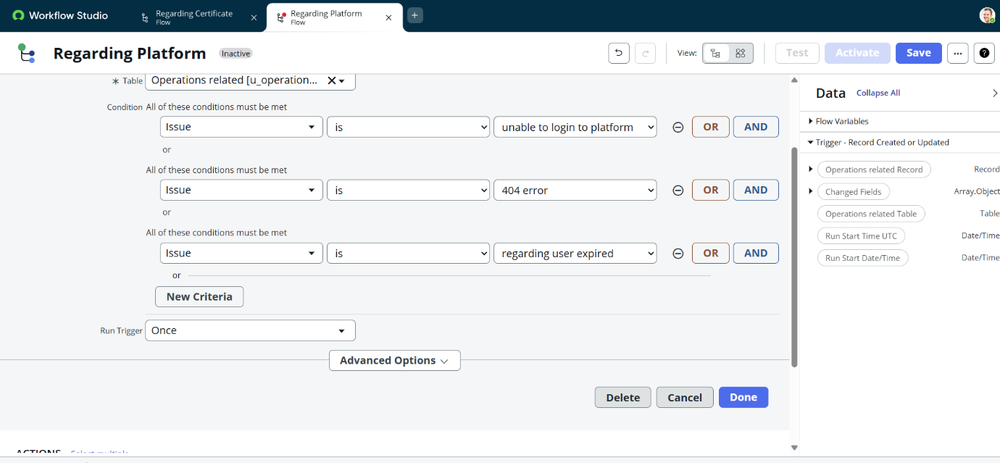 Workflow Studio
Regarding Certificate
Flow
Regarding Platform
Flow
Regarding Platform
Inactive
View:
Test
Activate
Save
Table
Operations related [u_operation...
Condition
All of these conditions must be met
Issue
is
unable to login to platform
OR
AND
or
All of these conditions must be met
Issue
is
404 error
OR
AND
or
All of these conditions must be met
Issue
is
regarding user expired
OR
AND
or
New Criteria
Run Trigger
Once
Advanced Options
Delete
Cancel
Done
ACTIONS
Select multiple
Data
Collapse All
Flow Variables
Trigger - Record Created or Updated
Operations related Record
Record
Changed Fields
Array.Object
Operations related Table
Table
Run Start Time UTC
Date/Time
Run Start Date/Time
Date/Time